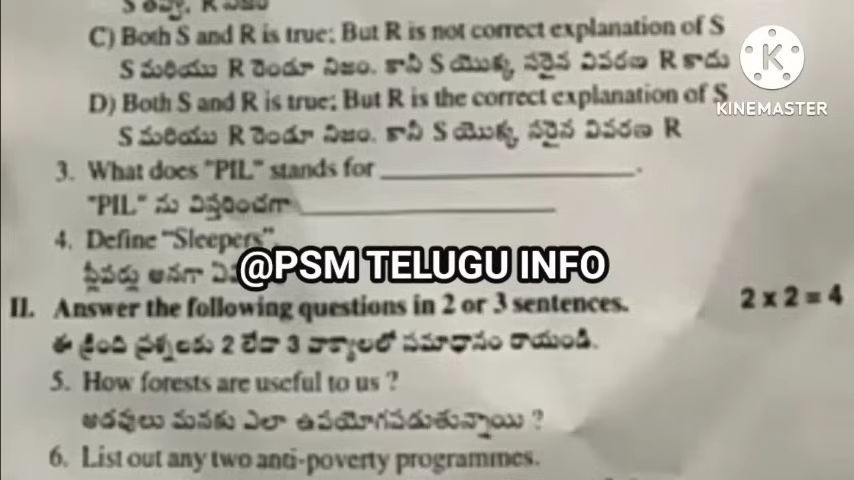 S తప్పు, R నిజం
C) Both S and R is true; But R is not correct explanation of S
S మరియు R రెండూ నిజం. కానీ S యొక్క సరైన వివరణ R కాదు
D) Both S and R is true; But R is the correct explanation of S
S మరియు R రెండూ నిజం. కానీ S యొక్క సరైన వివరణ R
KINEMASTER
3. What does "PIL" stands for ____________.
"PIL" ను విస్తరించగా ____________
4. Define "Sleepers".
స్లీపర్లు అనగా
@PSM TELUGU INFO
II. Answer the following questions in 2 or 3 sentences. 2 x 2 = 4
ఈ క్రింది ప్రశ్నలకు 2 లేదా 3 వాక్యాలలో సమాధానం రాయండి.
5. How forests are useful to us ?
అడవులు మనకు ఎలా ఉపయోగపడుతున్నాయి ?
6. List out any two anti-poverty programmes.